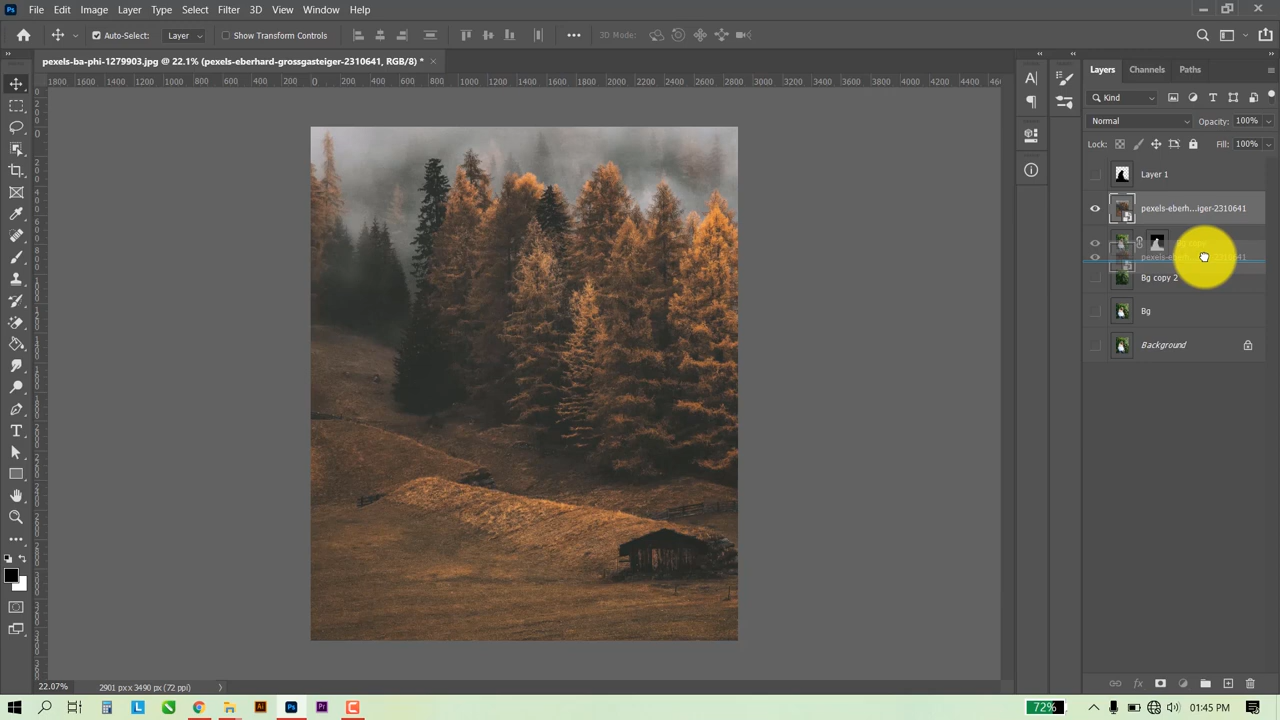 File Edit Image Layer Type Select Filter 3D View Window Help
Auto-Select: Layer Show Transform Controls 3D Mode:
pexels-ba-phi-1279903.jpg @ 22.1% (pexels-eberhard-grossgasteiger-2310641, RGB/8) *
1800 1600 1400 1200 1000 800 600 400 200 0 200 400 600 800 1000 1200 1400 1600 1800 2000 2200 2400 2600 2800 3000 3200 3400 3600 3800 4000 4200 4400
Layers Channels Paths
Kind
Normal Opacity: 100%
Lock: Fill: 100%
Layer 1
pexels-eberh...iger-2310641
Bg copy 2
Bg
Background
22.07% 2901 px x 3490 px (72 ppi)
72% 01:45 PM